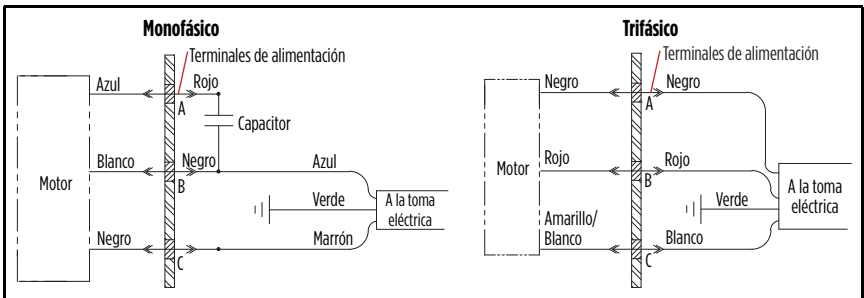 Monofásico
Terminales de alimentación
Azul
Rojo
A
Capacitor
Blanco
Negro
Azul
B
Motor
Verde
A la toma
eléctrica
Negro
Marrón
C
Trifásico
Terminales de alimentación
Negro
Negro
A
Rojo
Rojo
B
Motor
Verde
A la toma
eléctrica
Amarillo/
Blanco
Blanco
C